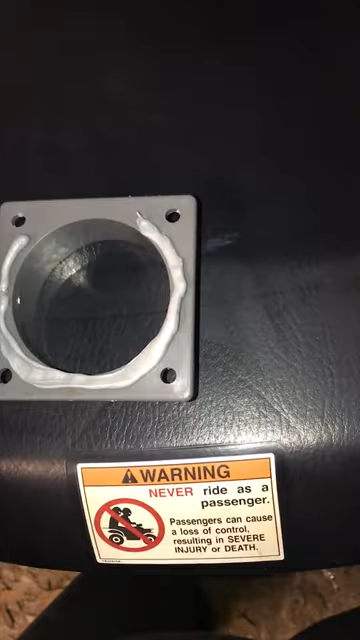 WARNING
NEVER ride as a
passenger.
Passengers can cause
a loss of control,
resulting in SEVERE
INJURY or DEATH.